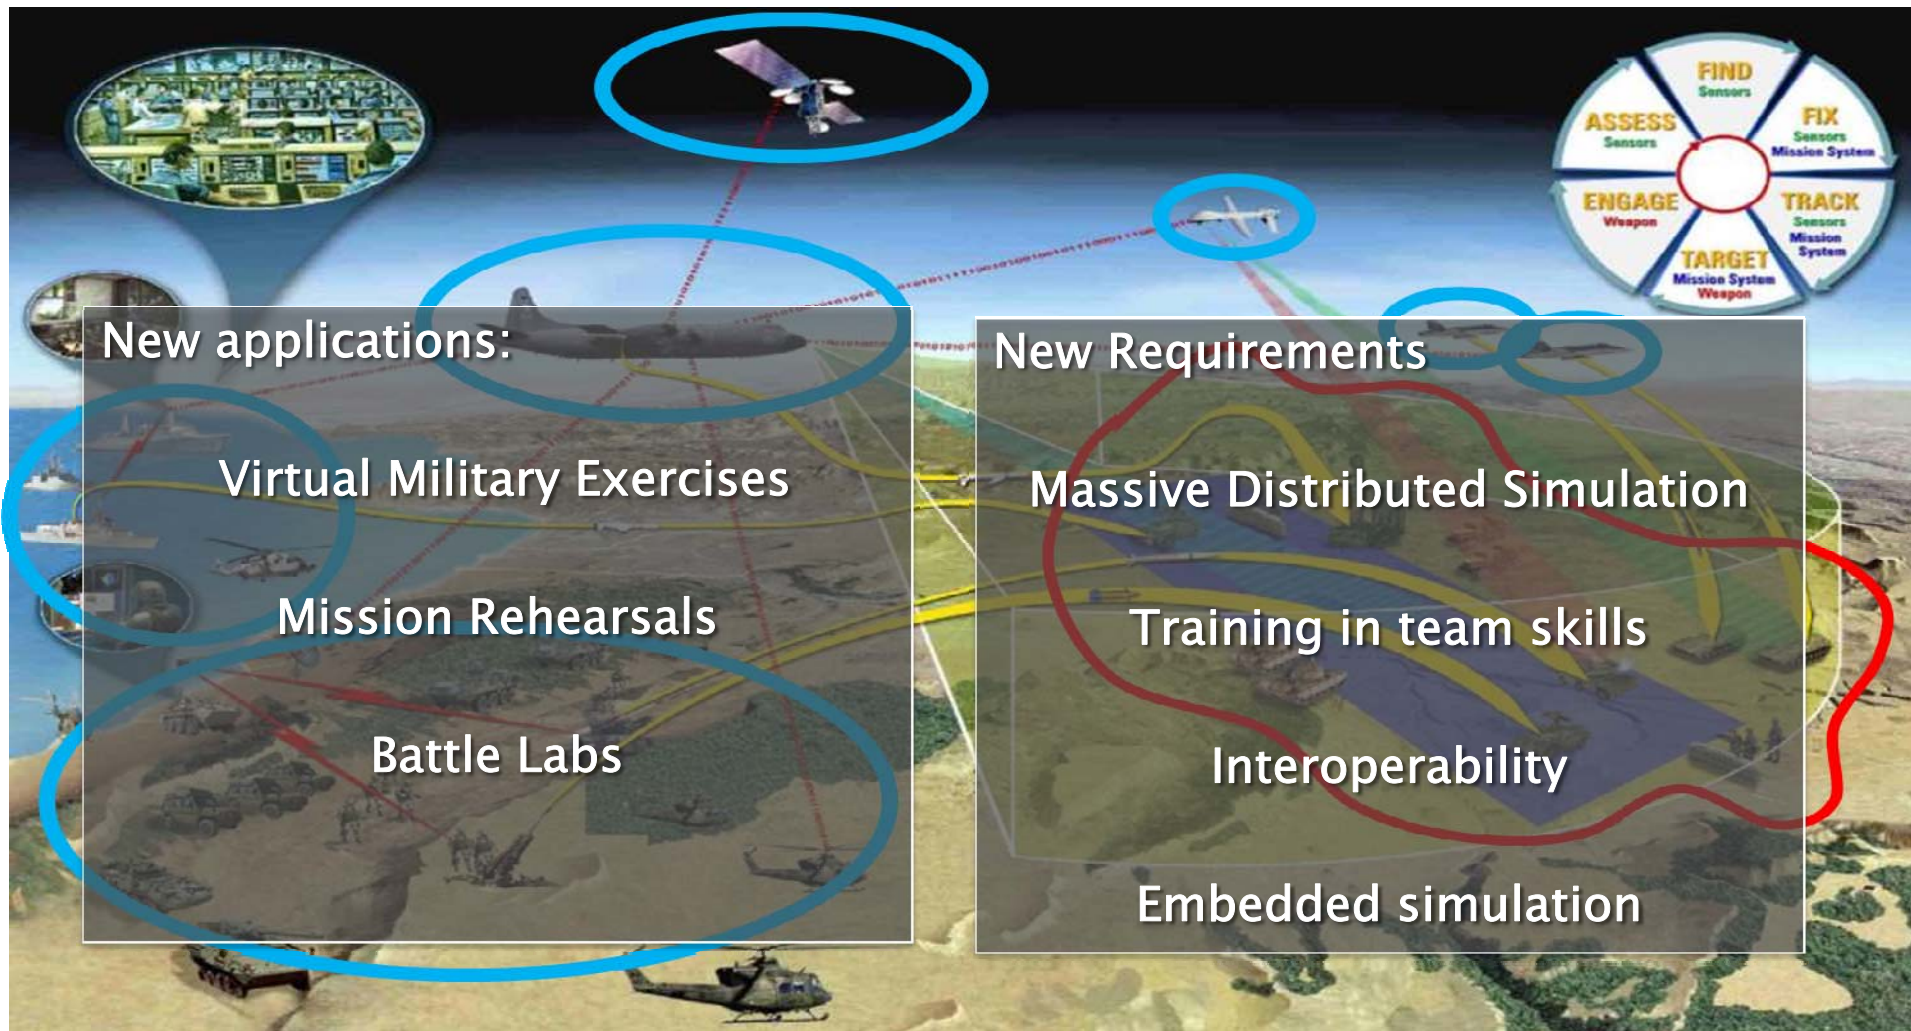 FIND
Sensors
FIX
Sensors
Mission System
TRACK
Sensors
Mission
System
TARGET
Mission System
Weapon
ENGAGE
Weapon
ASSESS
Sensors
New applications:
Virtual Military Exercises
Mission Rehearsals
Battle Labs
New Requirements
Massive Distributed Simulation
Training in team skills
Interoperability
Embedded simulation